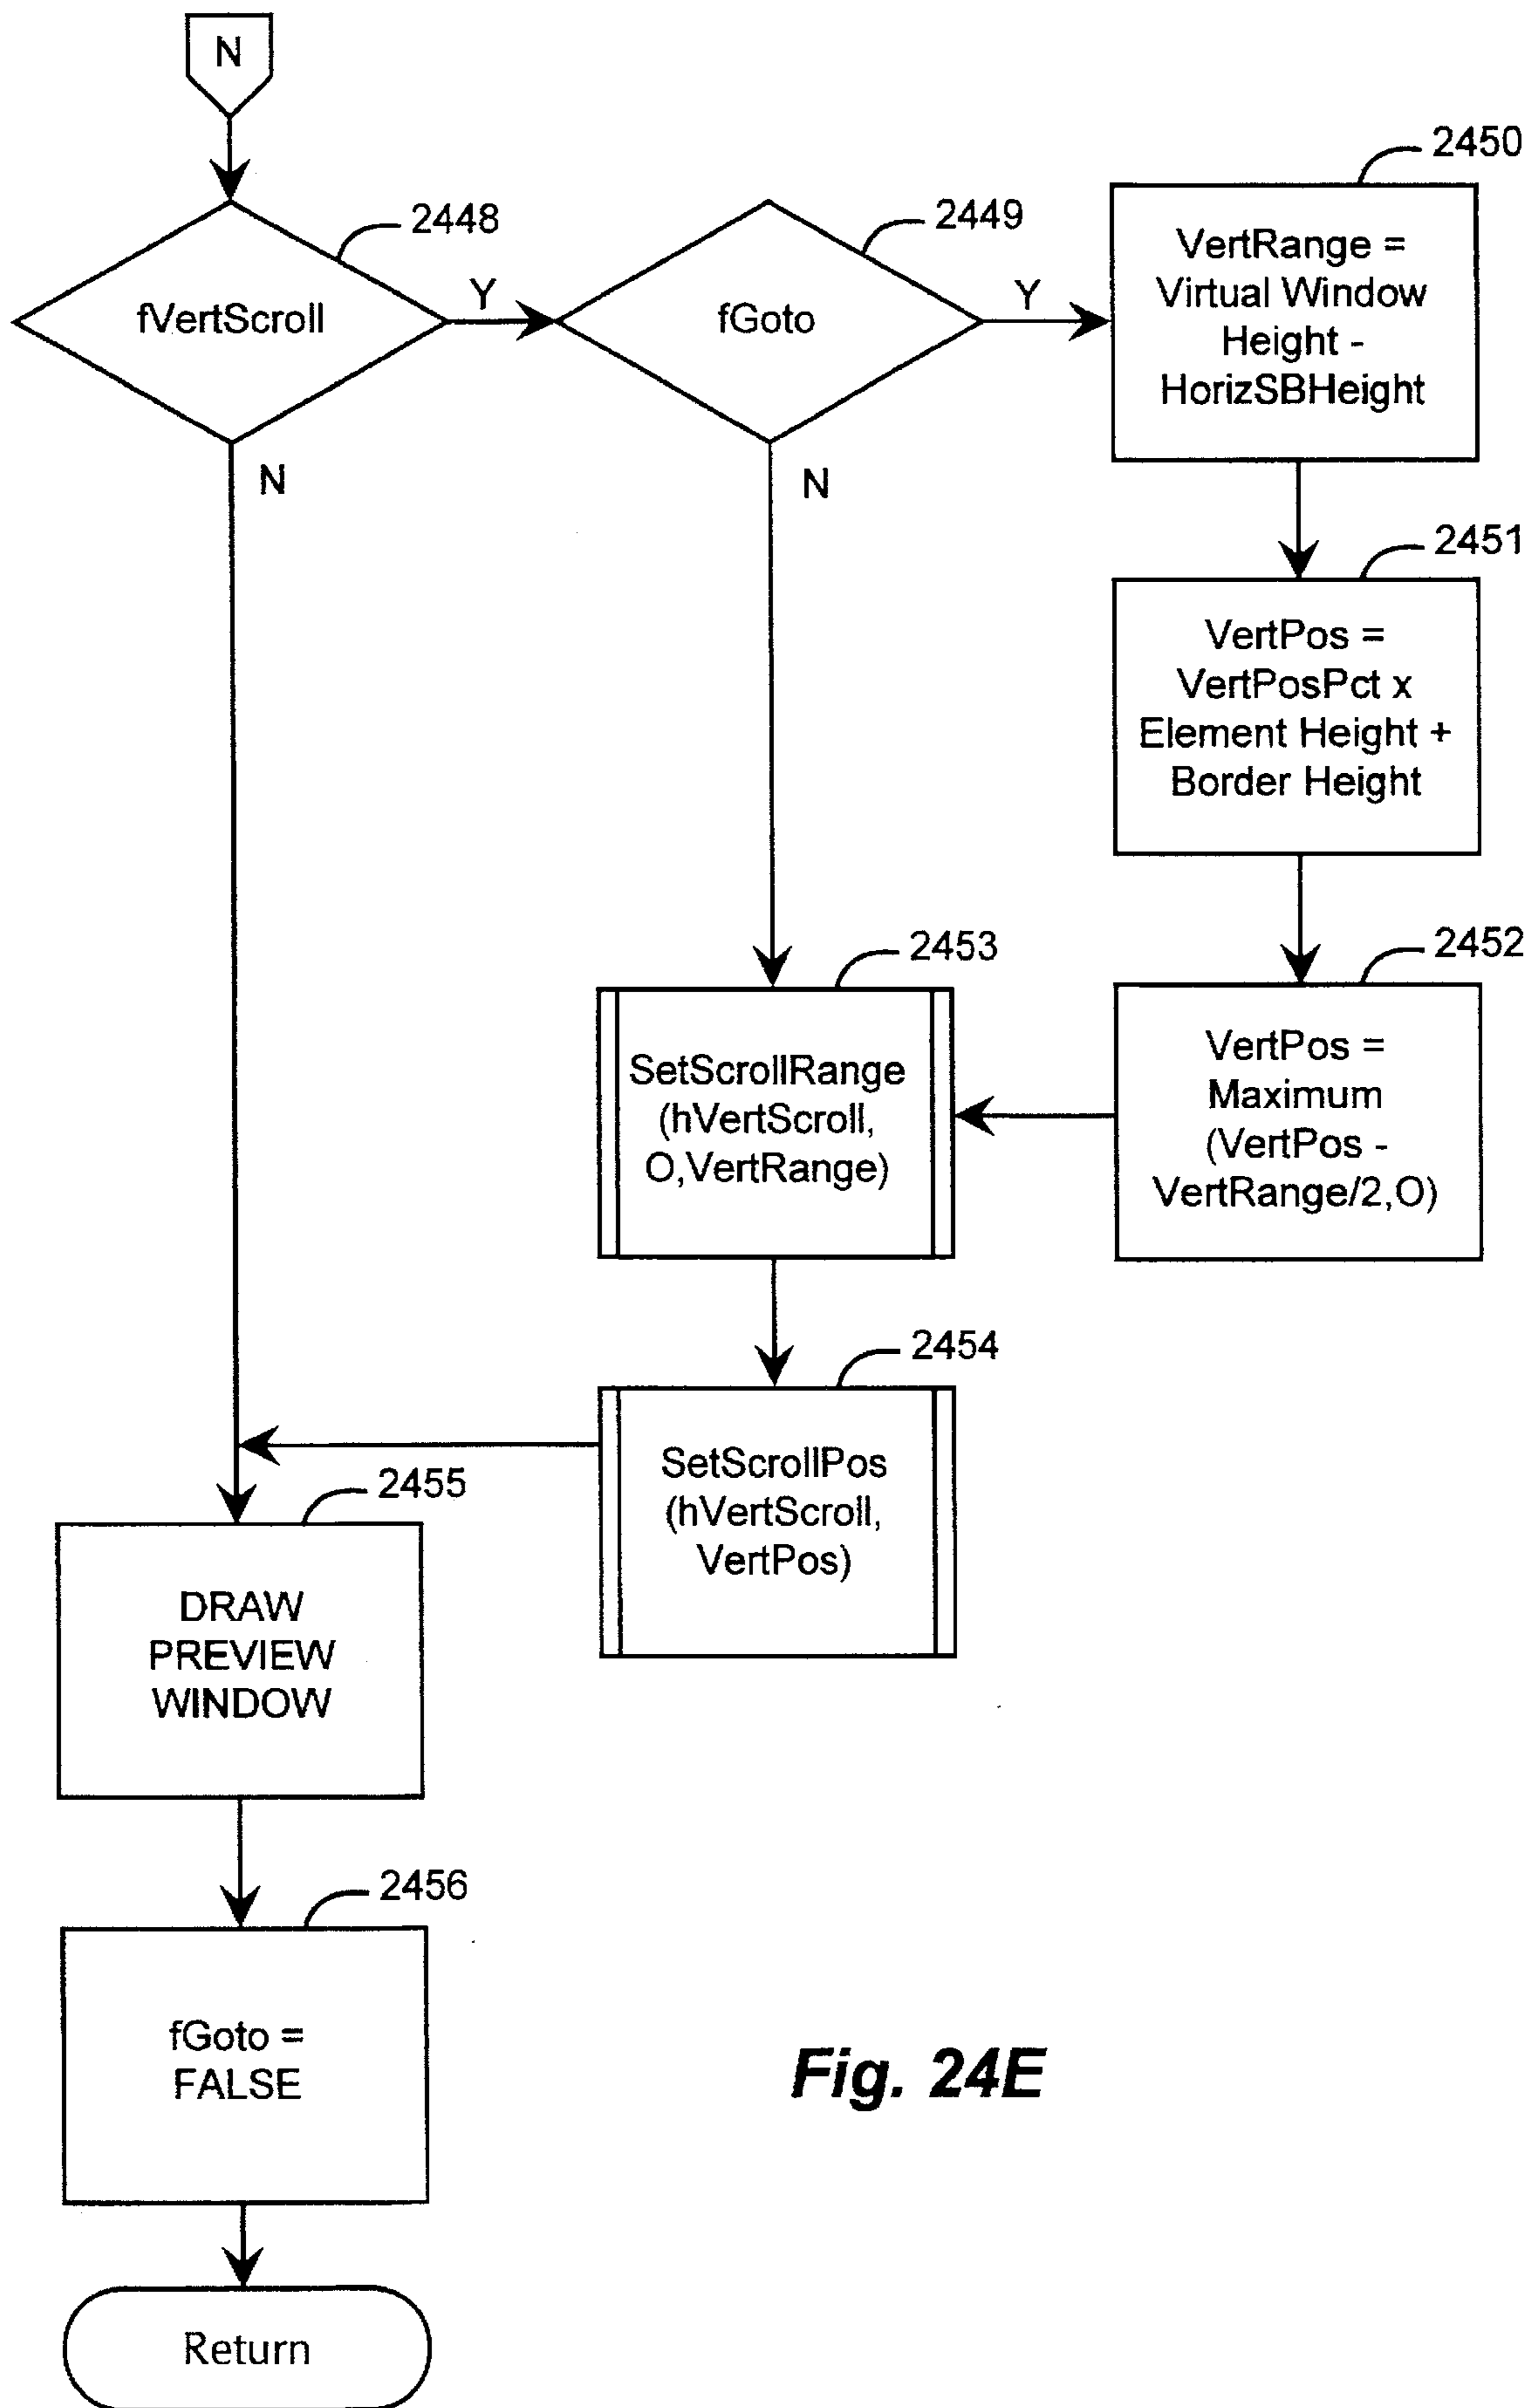 N
2448
fVertScroll
Y
N
2449
fGoto
Y
N
2450
VertRange =
Virtual Window
Height -
HorizSBHeight
2451
VertPos =
VertPosPct x
Element Height +
Border Height
2452
VertPos =
Maximum
(VertPos -
VertRange/2,O)
2453
SetScrollRange
(hVertScroll,
O,VertRange)
2454
SetScrollPos
(hVertScroll,
VertPos)
2455
DRAW
PREVIEW
WINDOW
2456
fGoto =
FALSE
Return
Fig. 24E